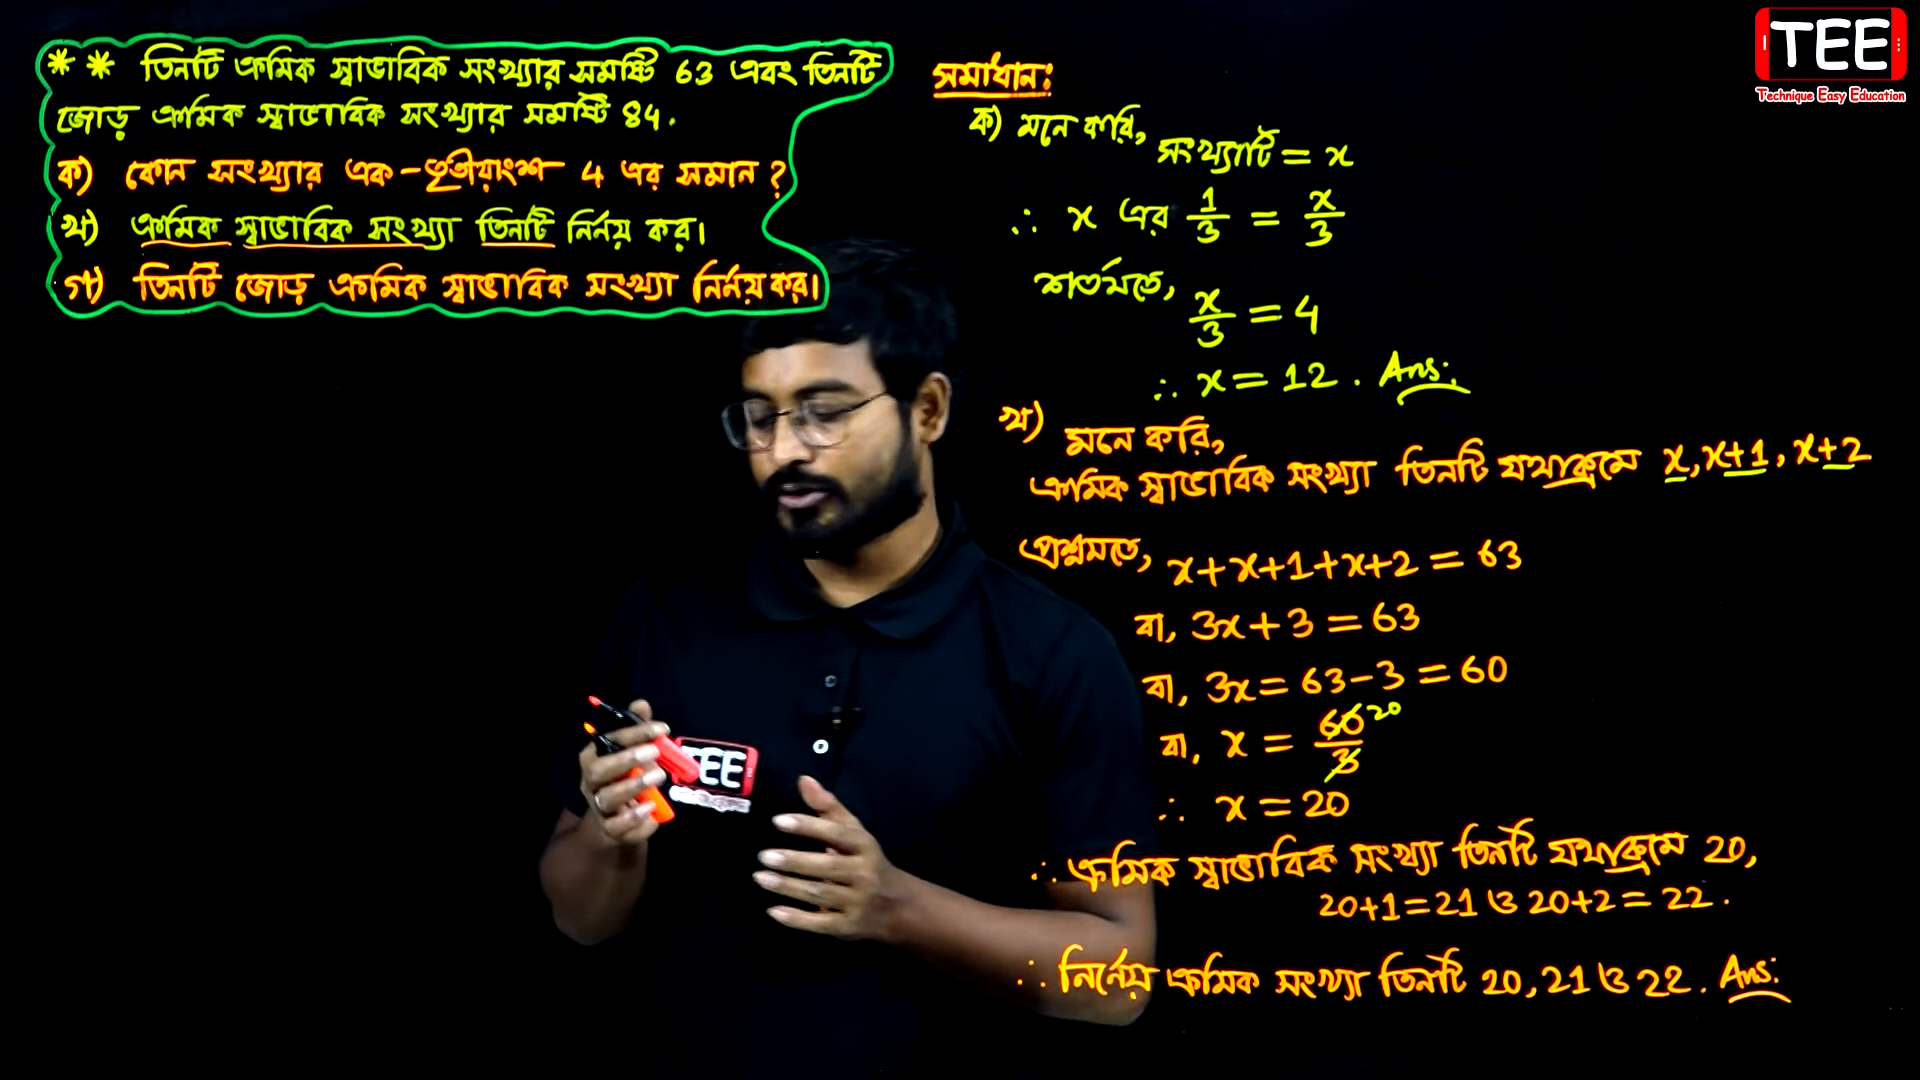 ** তিনটি ক্রমিক স্বাভাবিক সংখ্যার সমষ্টি 63 এবং তিনটি
জোড় ক্রমিক স্বাভাবিক সংখ্যার সমষ্টি 84.
ক) কোন সংখ্যার এক-তৃতীয়াংশ 4 এর সমান?
খ) ক্রমিক স্বাভাবিক সংখ্যা তিনটি নির্নয় কর।
গ) তিনটি জোড় ক্রমিক স্বাভাবিক সংখ্যা নির্নয় কর।
সমাধান:
ক) মনে করি, সংখ্যাটি = x
∴ x এর 1/3 = x/3
শর্তমতে, x/3 = 4
∴ x = 12. Ans:
খ) মনে করি,
ক্রমিক স্বাভাবিক সংখ্যা তিনটি যথাক্রমে x, x+1, x+2
প্রশ্নমতে, x+x+1+x+2 = 63
বা, 3x+3 = 63
বা, 3x = 63-3 = 60
বা, x = 60/3 20
∴ x = 20
∴ ক্রমিক স্বাভাবিক সংখ্যা তিনটি যথাক্রমে 20,
20+1=21 ও 20+2=22.
∴ নির্ণেয় ক্রমিক সংখ্যা তিনটি 20, 21 ও 22. Ans:
TEE
Technique Easy Education
TEE